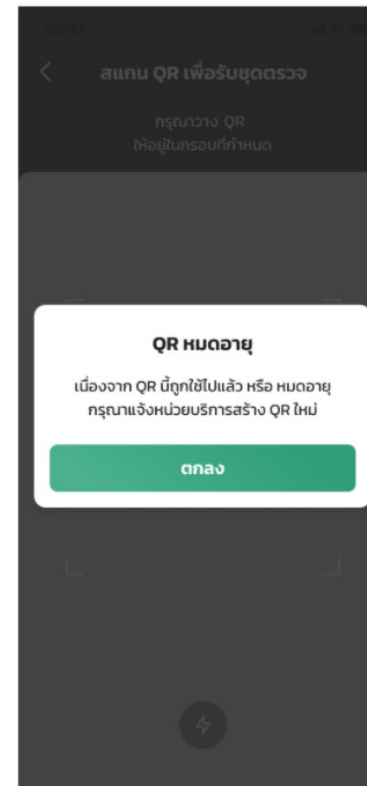 09:41
สแกน QR เพื่อรับชุดตรวจ
กรุณาวาง QR
ให้อยู่ในกรอบที่กำหนด
QR หมดอายุ
เนื่องจาก QR นี้ถูกใช้ไปแล้ว หรือ หมดอายุ
กรุณาแจ้งหน่วยบริการสร้าง QR ใหม่
ตกลง